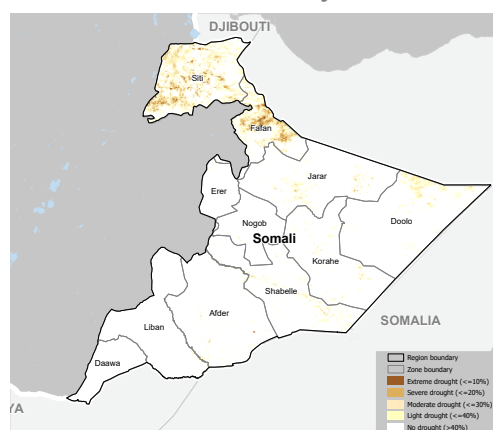 DJIBOUTI
Siti
Fafan
Jarar
Erer
Doolo
Nogob
Somali
Korahe
Shabelle
Afder
SOMALIA
Liban
Daawa
YA
Region boundary
Zone boundary
Extreme drought (<=10%)
Severe drought (<=20%)
Moderate drought (<=30%)
Light drought (<=40%)
No drought (>40%)